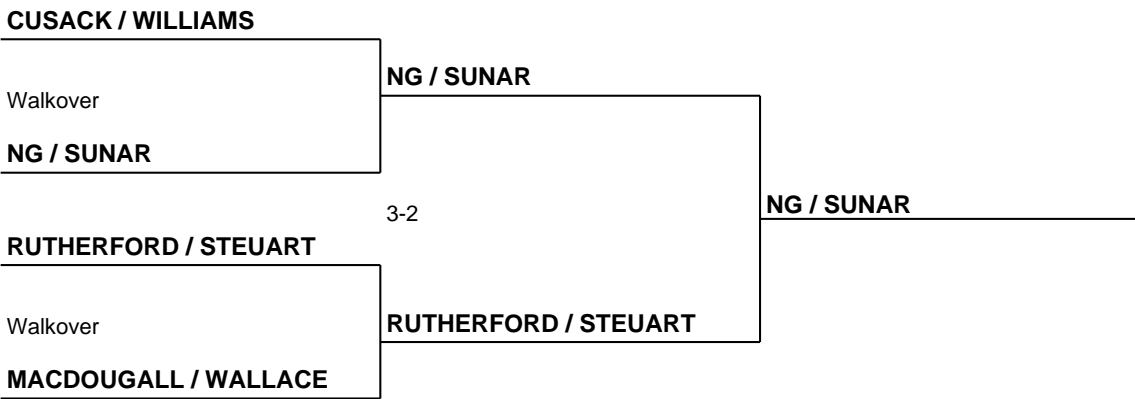 CUSACK / WILLIAMS
NG / SUNAR
Walkover
NG / SUNAR
3-2
NG / SUNAR
RUTHERFORD / STEUART
Walkover
RUTHERFORD / STEUART
MACDOUGALL / WALLACE